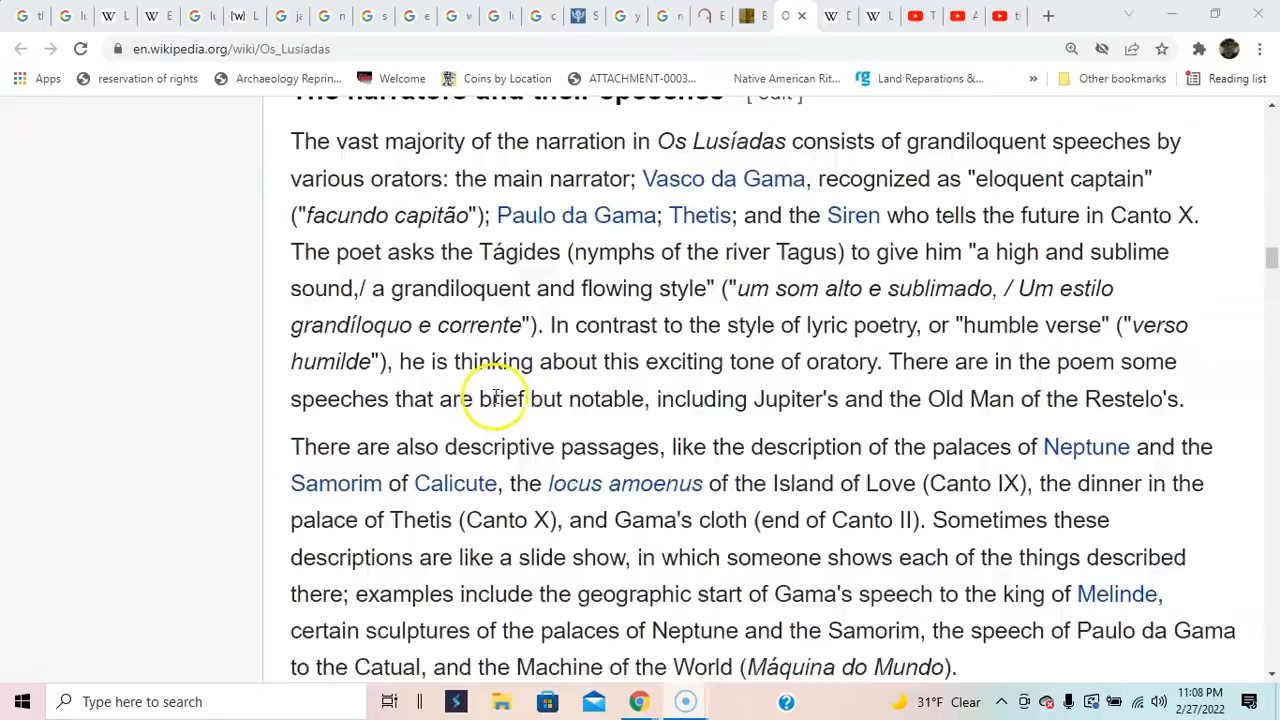 en.wikipedia.org/wiki/Os_Lusíadas
Apps reservation of rights Archaeology Reprin... Welcome Coins by Location ATTACHMENT-0003... Native American Rit... Land Reparations &... » Other bookmarks Reading list
The narrators and their speeches [ edit ]
The vast majority of the narration in Os Lusíadas consists of grandiloquent speeches by
various orators: the main narrator; Vasco da Gama, recognized as "eloquent captain"
("facundo capitão"); Paulo da Gama; Thetis; and the Siren who tells the future in Canto X.
The poet asks the Tágides (nymphs of the river Tagus) to give him "a high and sublime
sound,/ a grandiloquent and flowing style" ("um som alto e sublimado, / Um estilo
grandíloquo e corrente"). In contrast to the style of lyric poetry, or "humble verse" ("verso
humilde"), he is thinking about this exciting tone of oratory. There are in the poem some
speeches that are brief but notable, including Jupiter's and the Old Man of the Restelo's.
There are also descriptive passages, like the description of the palaces of Neptune and the
Samorim of Calicute, the locus amoenus of the Island of Love (Canto IX), the dinner in the
palace of Thetis (Canto X), and Gama's cloth (end of Canto II). Sometimes these
descriptions are like a slide show, in which someone shows each of the things described
there; examples include the geographic start of Gama's speech to the king of Melinde,
certain sculptures of the palaces of Neptune and the Samorim, the speech of Paulo da Gama
to the Catual, and the Machine of the World (Máquina do Mundo).
Type here to search 31°F Clear 11:08 PM
2/27/2022